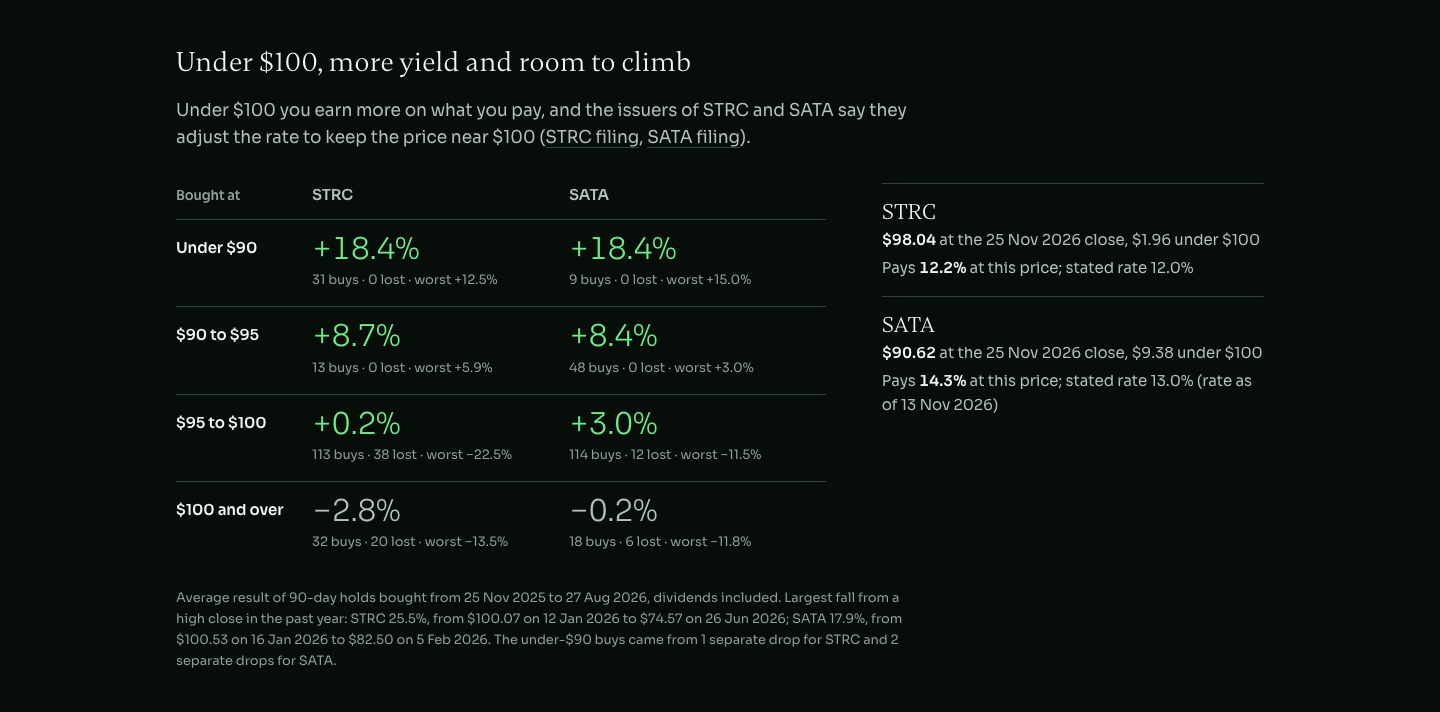 Under $100, more yield and room to climb
Under $100 you earn more on what you pay, and the issuers of STRC and SATA say they
adjust the rate to keep the price near $100 (STRC filing, SATA filing).
Bought at STRC SATA
Under $90 +18.4% +18.4%
31 buys · 0 lost · worst +12.5% 9 buys · 0 lost · worst +15.0%
$90 to $95 +8.7% +8.4%
13 buys · 0 lost · worst +5.9% 48 buys · 0 lost · worst +3.0%
$95 to $100 +0.2% +3.0%
113 buys · 38 lost · worst −22.5% 114 buys · 12 lost · worst −11.5%
$100 and over −2.8% −0.2%
32 buys · 20 lost · worst −13.5% 18 buys · 6 lost · worst −11.8%
STRC
$98.04 at the 25 Nov 2026 close, $1.96 under $100
Pays 12.2% at this price; stated rate 12.0%
SATA
$90.62 at the 25 Nov 2026 close, $9.38 under $100
Pays 14.3% at this price; stated rate 13.0% (rate as
of 13 Nov 2026)
Average result of 90-day holds bought from 25 Nov 2025 to 27 Aug 2026, dividends included. Largest fall from a
high close in the past year: STRC 25.5%, from $100.07 on 12 Jan 2026 to $74.57 on 26 Jun 2026; SATA 17.9%, from
$100.53 on 16 Jan 2026 to $82.50 on 5 Feb 2026. The under-$90 buys came from 1 separate drop for STRC and 2
separate drops for SATA.